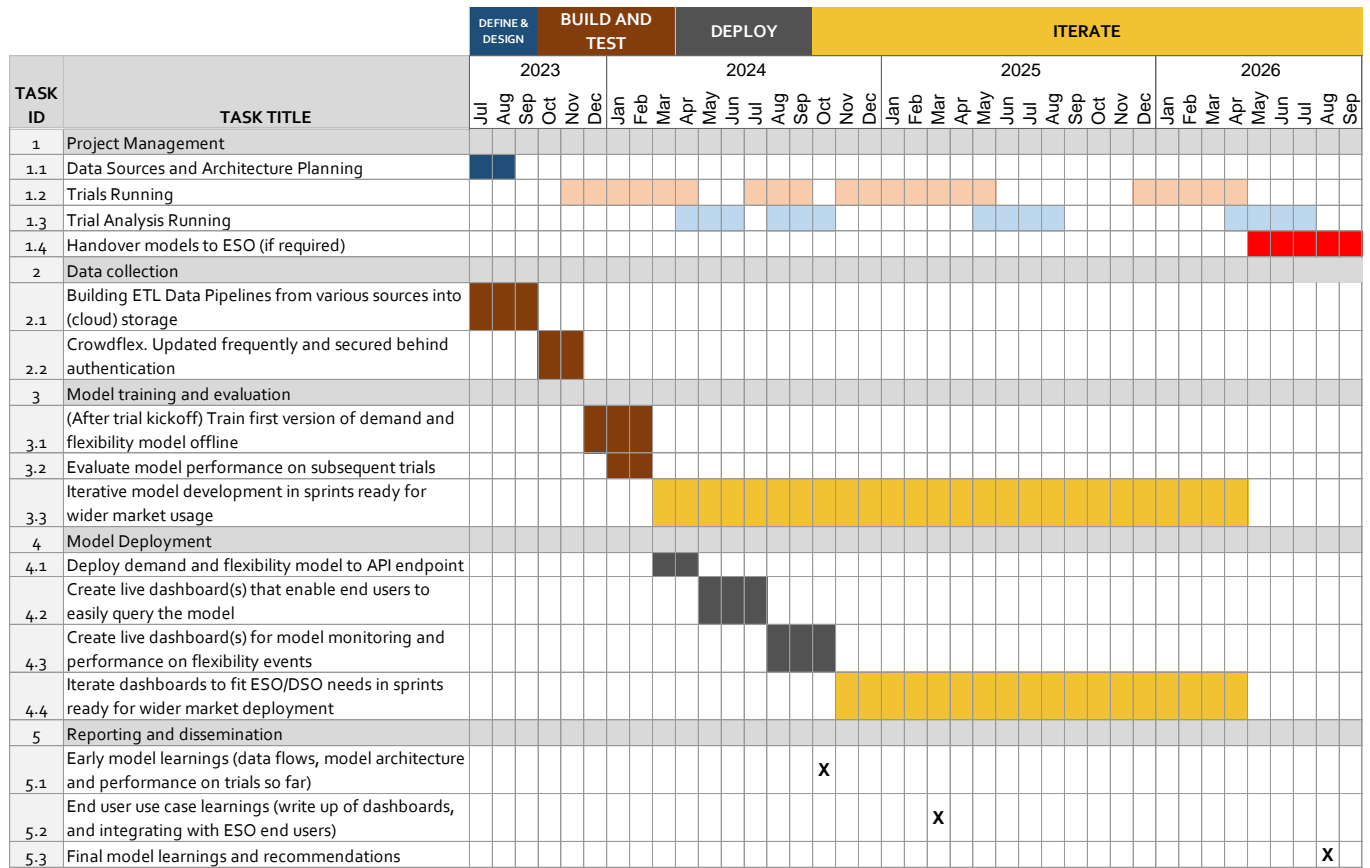 DEFINE &
DESIGN
BUILD AND
TEST
DEPLOY
ITERATE
2023
2024
2025
2026
TASK
ID
TASK TITLE
Jul Aug Sep Oct Nov Dec Jan Feb Mar Apr May Jun Jul Aug Sep Oct Nov Dec Jan Feb Mar Apr May Jun Jul Aug Sep Oct Nov Dec Jan Feb Mar Apr May Jun Jul Aug Sep
1 Project Management
1.1 Data Sources and Architecture Planning
1.2 Trials Running
1.3 Trial Analysis Running
1.4 Handover models to ESO (if required)
2 Data collection
Building ETL Data Pipelines from various sources into
2.1 (cloud) storage
Crowdflex. Updated frequently and secured behind
2.2 authentication
3 Model training and evaluation
(After trial kickoff) Train first version of demand and
3.1 flexibility model offline
3.2 Evaluate model performance on subsequent trials
Iterative model development in sprints ready for
3.3 wider market usage
4 Model Deployment
4.1 Deploy demand and flexibility model to API endpoint
Create live dashboard(s) that enable end users to
4.2 easily query the model
Create live dashboard(s) for model monitoring and
4.3 performance on flexibility events
Iterate dashboards to fit ESO/DSO needs in sprints
4.4 ready for wider market deployment
5 Reporting and dissemination
Early model learnings (data flows, model architecture
5.1 and performance on trials so far) X
End user use case learnings (write up of dashboards,
5.2 and integrating with ESO end users) X
5.3 Final model learnings and recommendations X